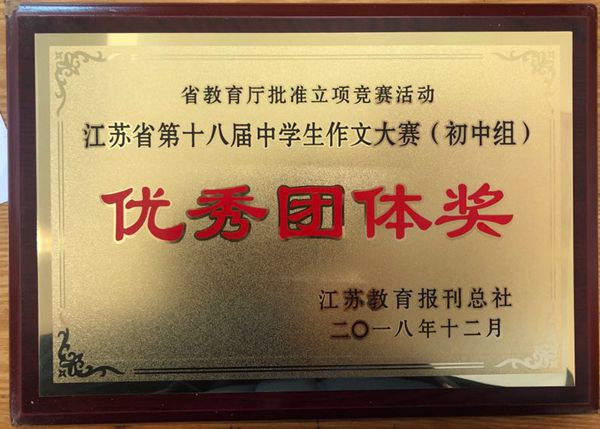 省教育厅批准立项竞赛活动
江苏省第十八届中学生作文大赛（初中组）
优秀团体奖
江苏教育报刊总社
二〇一八年十二月